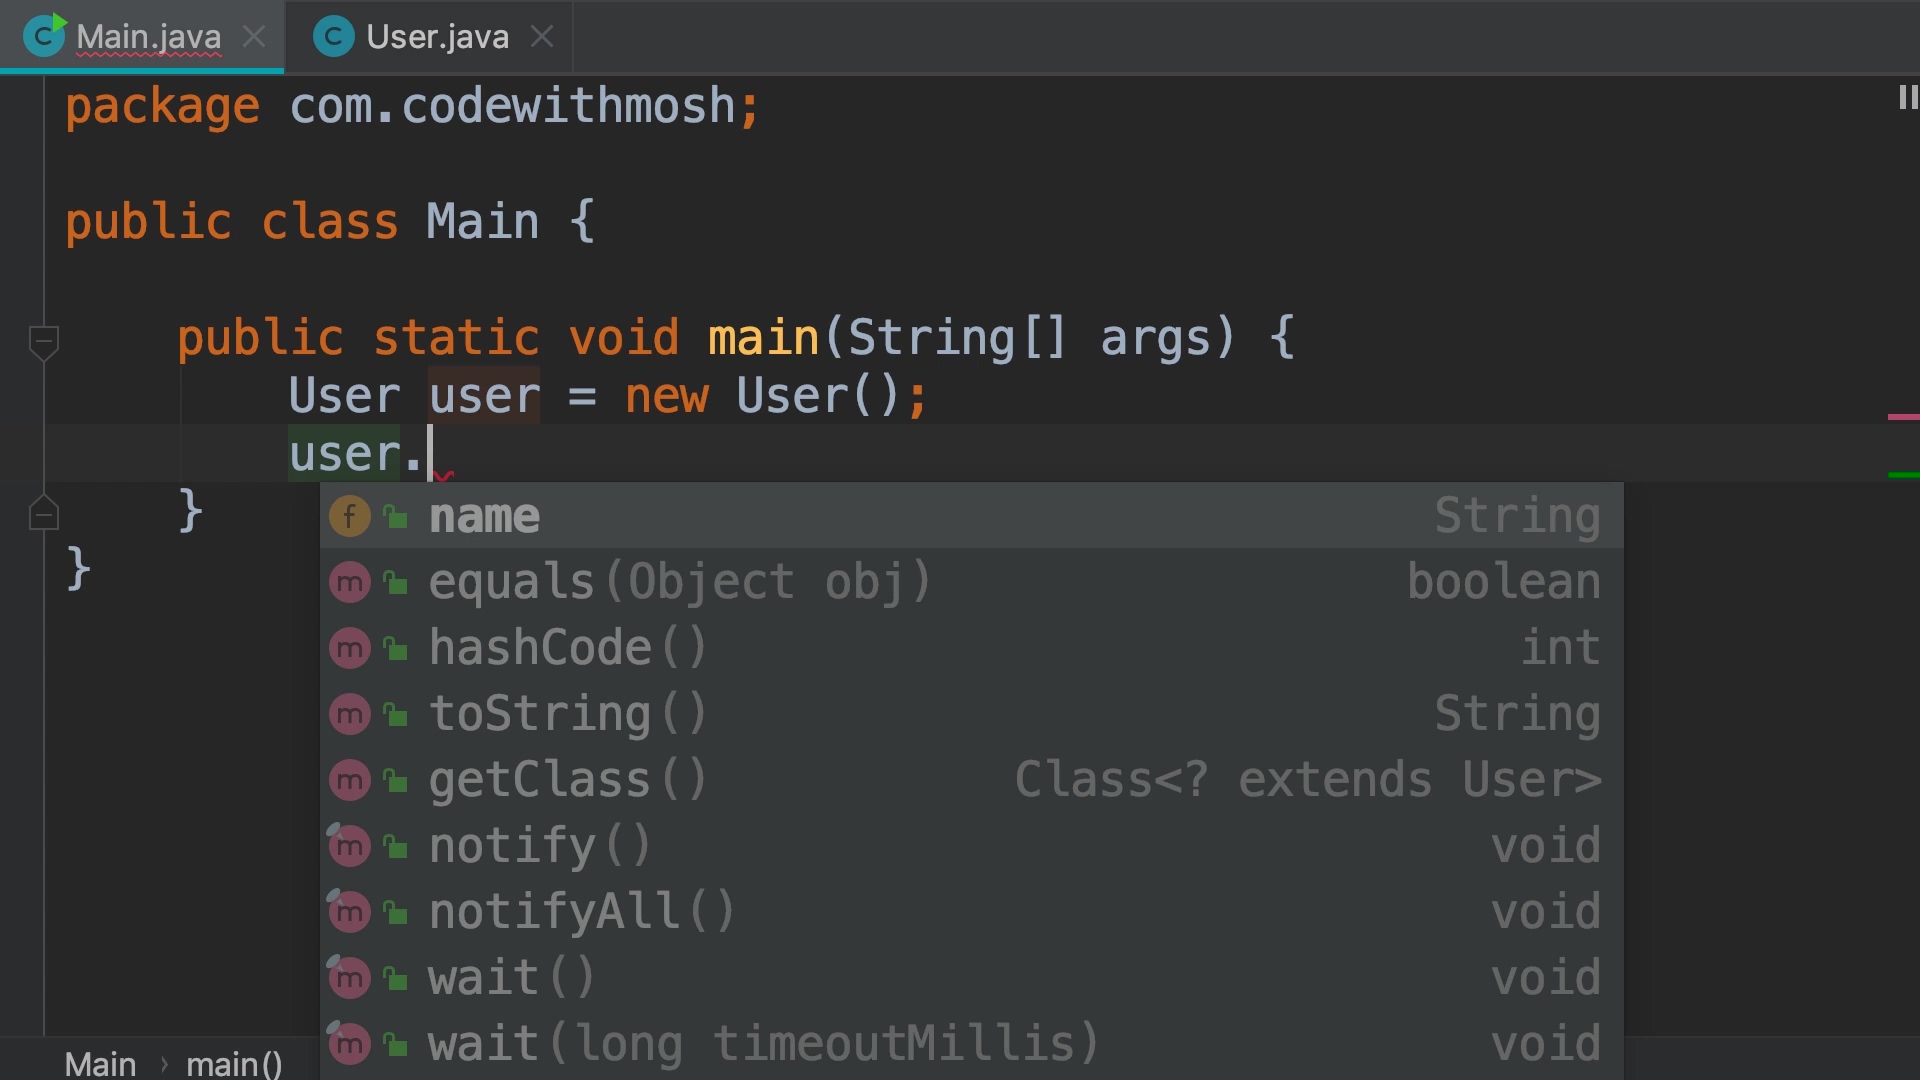 Main.java
User.java
package com.codewithmosh;
public class Main {
public static void main(String[] args) {
User user = new User();
user.
}
}
f name String
m equals(Object obj) boolean
m hashCode() int
m toString() String
m getClass() Class<? extends User>
m notify() void
m notifyAll() void
m wait() void
m wait(long timeoutMillis) void
Main › main()